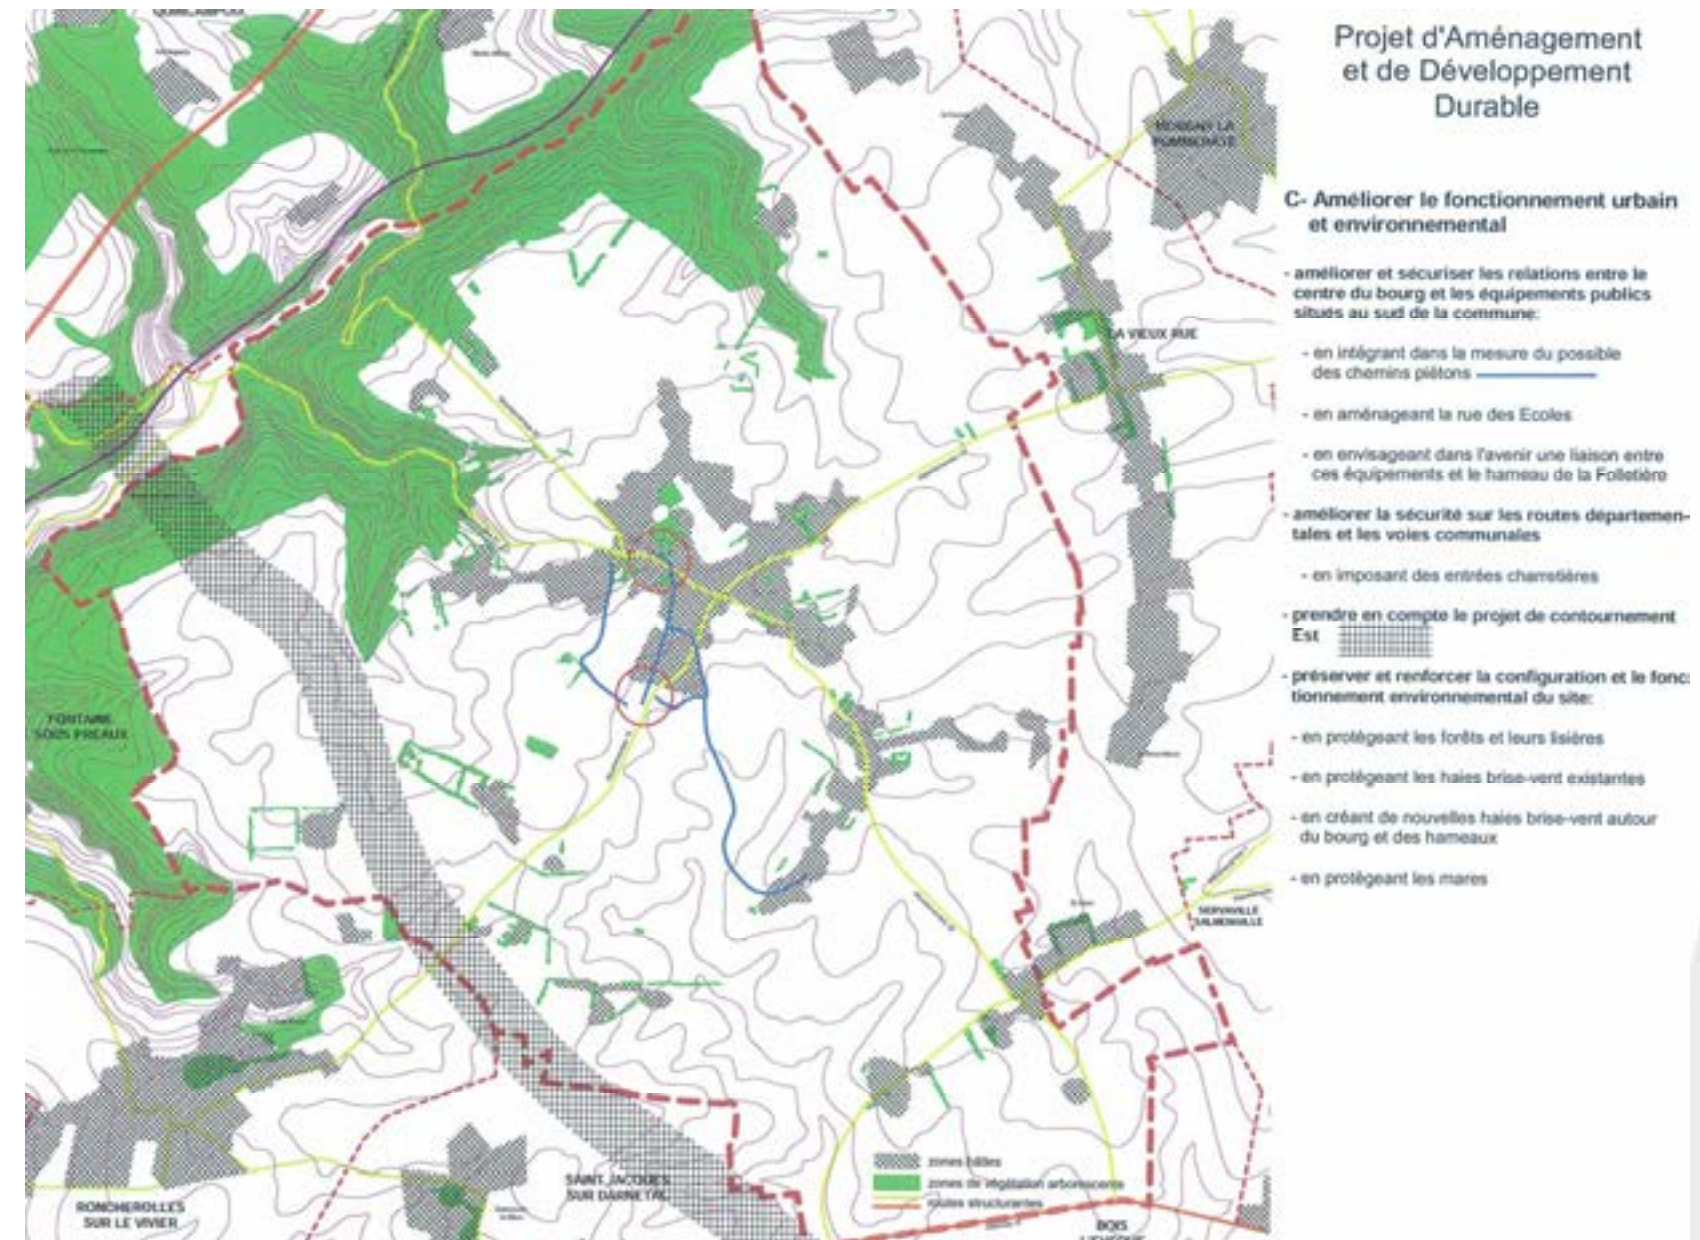 Projet d'Aménagement
et de Développement
Durable
C- Améliorer le fonctionnement urbain
et environnemental
- améliorer et sécuriser les relations entre le
centre du bourg et les équipements publics
situés au sud de la commune:
- en intégrant dans la mesure du possible
des chemins piétons
- en aménageant la rue des Ecoles
- en envisageant dans l'avenir une liaison entre
ces équipements et le hameau de la Folletière
- améliorer la sécurité sur les routes départemen-
tales et les voies communales
- en imposant des entrées charretières
- prendre en compte le projet de contournement
Est
- préserver et renforcer la configuration et le fonc-
tionnement environnemental du site:
- en protégeant les forêts et leurs lisières
- en protégeant les haies brise-vent existantes
- en créant de nouvelles haies brise-vent autour
du bourg et des hameaux
- en protégeant les mares
LA VIEUX RUE
FONTAINE
SOUS PREAUX
SERVAVILLE
SALMONVILLE
RONCHEROLLES
SUR LE VIVIER
SAINT JACQUES
SUR DARNETAL
BOIS
zones bâties
zones de végétation arborescente
routes structurantes